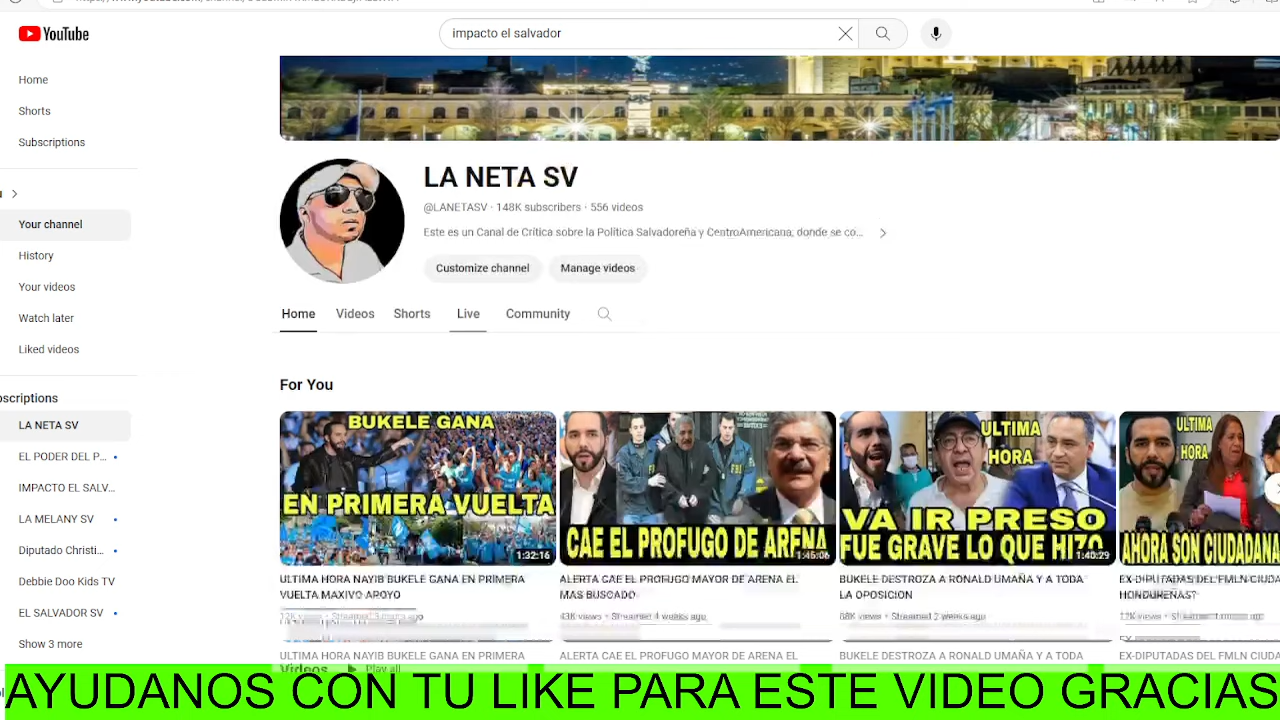 YouTube
impacto el salvador
Home
Shorts
Subscriptions
Your channel
History
Your videos
Watch later
Liked videos
LA NETA SV
@LANETASV · 148K subscribers · 556 videos
Este es un Canal de Crítica sobre la Política Salvadoreña y CentroAmericana; donde se co...
Customize channel
Manage videos
Home
Videos
Shorts
Live
Community
scriptions
LA NETA SV
EL PODER DEL P...
IMPACTO EL SALV...
LA MELANY SV
Diputado Christi...
Debbie Doo Kids TV
EL SALVADOR SV
Show 3 more
For You
BUKELE GANA
EN PRIMERA VUELTA
1:32:16
ULTIMA HORA NAYIB BUKELE GANA EN PRIMERA
VUELTA MAXIVO APOYO
FBI
CAE EL PROFUGO DE ARENA
ALERTA CAE EL PROFUGO MAYOR DE ARENA EL
MAS BUSCADO
43K views • Streamed 4 weeks ago
ULTIMA
HORA
VA IR PRESO
FUE GRAVE LO QUE HIZO
1:40:29
BUKELE DESTROZA A RONALD UMAÑA Y A TODA
LA OPOSICION
68K views • Streamed 2 weeks ago
ULTIMA
HORA
AHORA SON CIUDADANA
EX-DIPUTADAS DEL FMLN CIUDA
HONDUREÑAS?
ULTIMA HORA NAYIB BUKELE GANA EN PRIMERA
ALERTA CAE EL PROFUGO MAYOR DE ARENA EL
BUKELE DESTROZA A RONALD UMAÑA Y A TODA
EX-DIPUTADAS DEL FMLN CIUDA
Videos
Play all
AYUDANOS CON TU LIKE PARA ESTE VIDEO GRACIAS